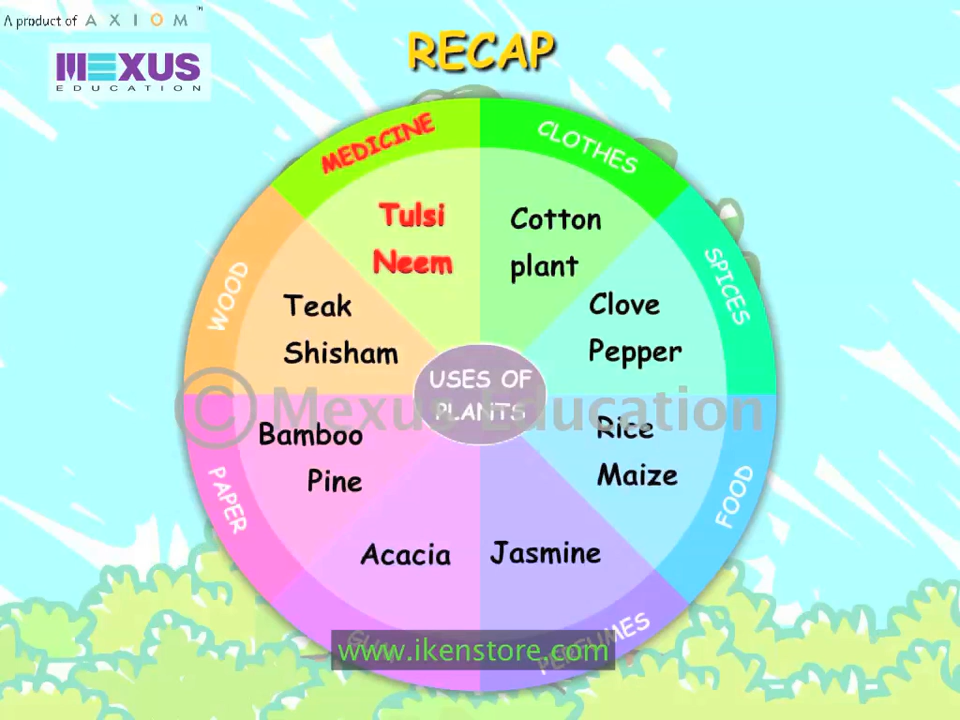 A product of AXIOM™
MEXUS
EDUCATION
RECAP
MEDICINE
Tulsi
Neem
CLOTHES
Cotton
plant
SPICES
Clove
Pepper
WOOD
Teak
Shisham
USES OF
PLANTS
© Mexus Education
PAPER
Bamboo
Pine
FOOD
Rice
Maize
Acacia
Jasmine
PERFUMES
www.ikenstore.com